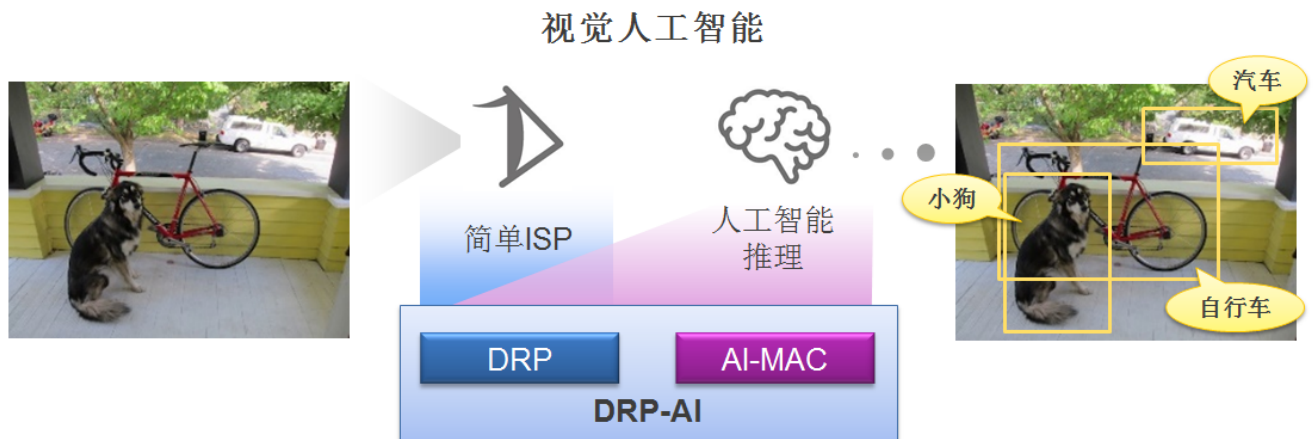 视觉人工智能
汽车
小狗
简单ISP
人工智能
推理
自行车
DRP
AI-MAC
DRP-AI